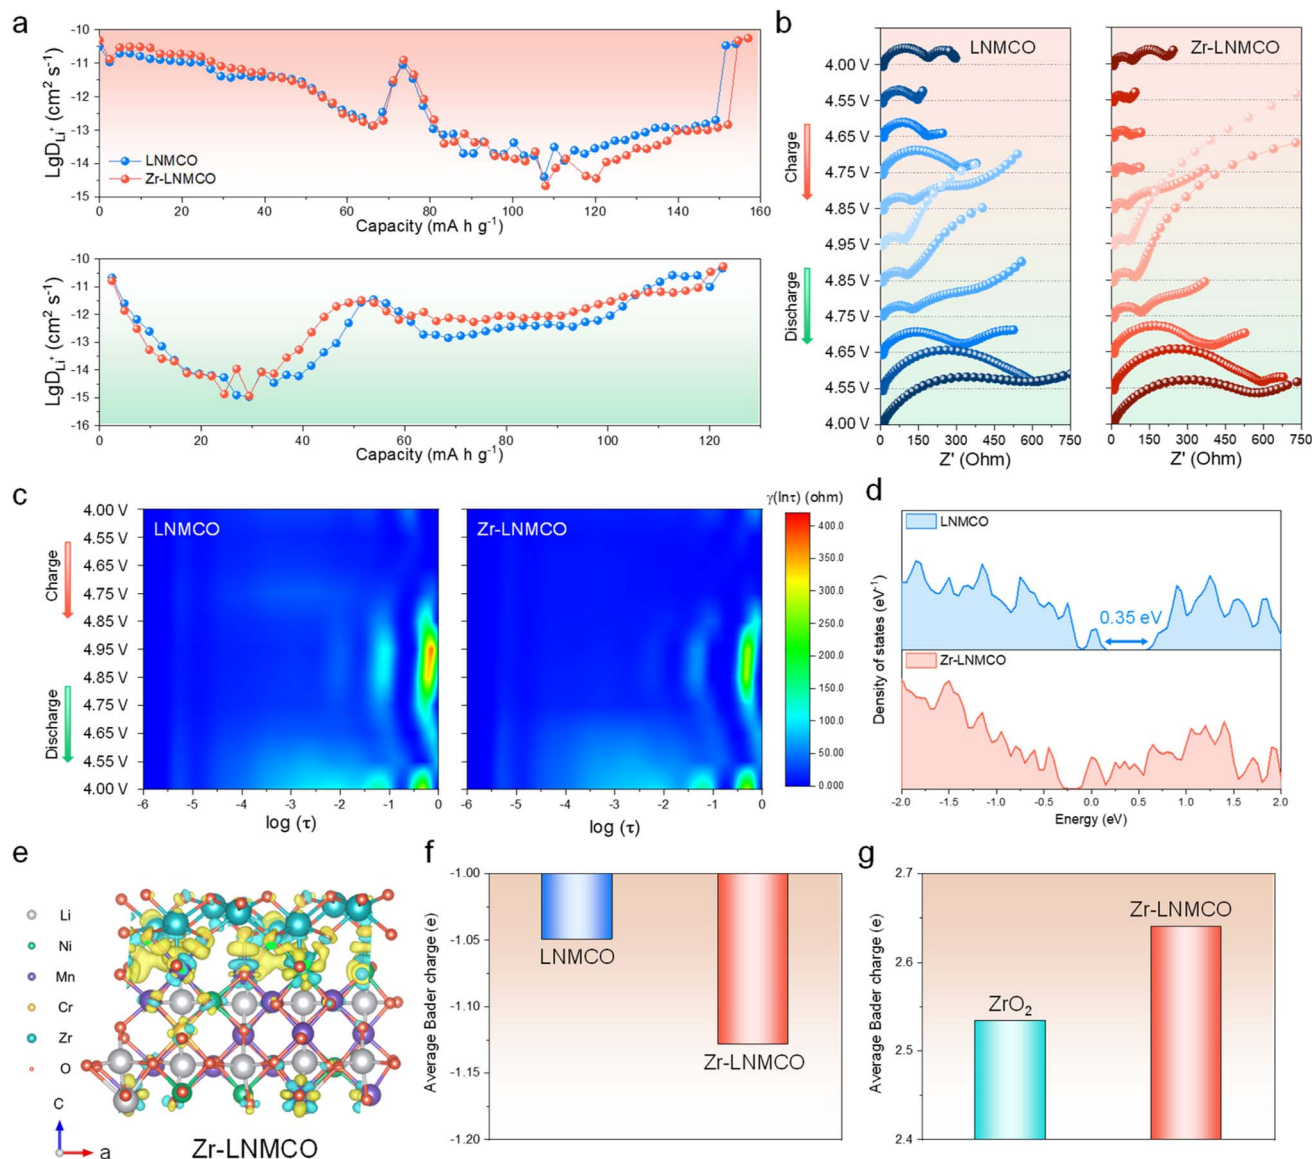 a
-10
-11
-12
-13
-14
-15
LgD Li⁺ (cm² s⁻¹)
LNMCO
Zr-LNMCO
0 20 40 60 80 100 120 140 160
Capacity (mA h g⁻¹)
-10
-11
-12
-13
-14
-15
-16
LgD Li⁺ (cm² s⁻¹)
0 20 40 60 80 100 120
Capacity (mA h g⁻¹)
b
LNMCO
Zr-LNMCO
Charge
Discharge
4.00 V
4.55 V
4.65 V
4.75 V
4.85 V
4.95 V
4.85 V
4.75 V
4.65 V
4.55 V
4.00 V
0 150 300 450 600 750
0 150 300 450 600 750
Z' (Ohm)
Z' (Ohm)
c
Charge
Discharge
4.00 V
4.55 V
4.65 V
4.75 V
4.85 V
4.95 V
4.85 V
4.75 V
4.65 V
4.55 V
4.00 V
LNMCO
-6 -5 -4 -3 -2 -1 0
log (τ)
Zr-LNMCO
-6 -5 -4 -3 -2 -1 0
log (τ)
γ(lnτ) (ohm)
400.0
350.0
300.0
250.0
200.0
150.0
100.0
50.00
0.000
d
LNMCO
0.35 eV
Zr-LNMCO
Density of states (eV⁻¹)
-2.0 -1.5 -1.0 -0.5 0.0 0.5 1.0 1.5 2.0
Energy (eV)
e
Li
Ni
Mn
Cr
Zr
O
C
a
Zr-LNMCO
f
-1.00
-1.05
-1.10
-1.15
-1.20
Average Bader charge (e)
LNMCO
Zr-LNMCO
g
2.7
2.6
2.5
2.4
Average Bader charge (e)
ZrO₂
Zr-LNMCO